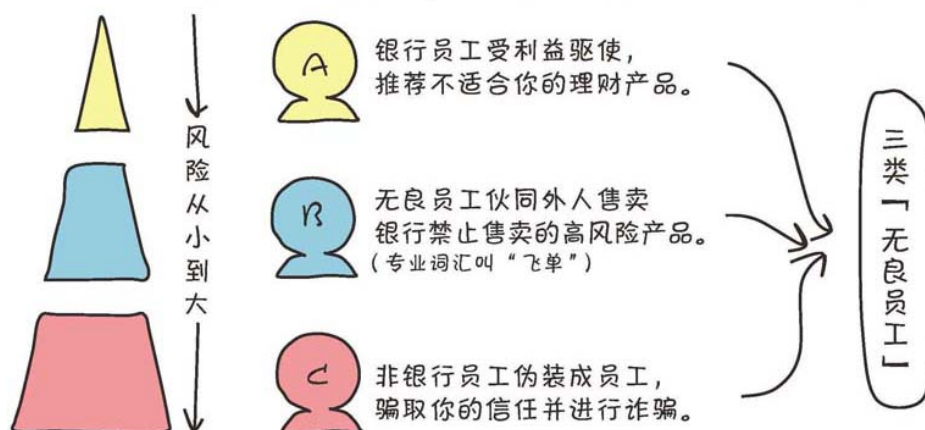 风险从小到大
A
银行员工受利益驱使，
推荐不适合你的理财产品。
B
无良员工伙同外人售卖
银行禁止售卖的高风险产品。
（专业词汇叫“飞单”）
C
非银行员工伪装成员工，
骗取你的信任并进行诈骗。
三类「无良员工」